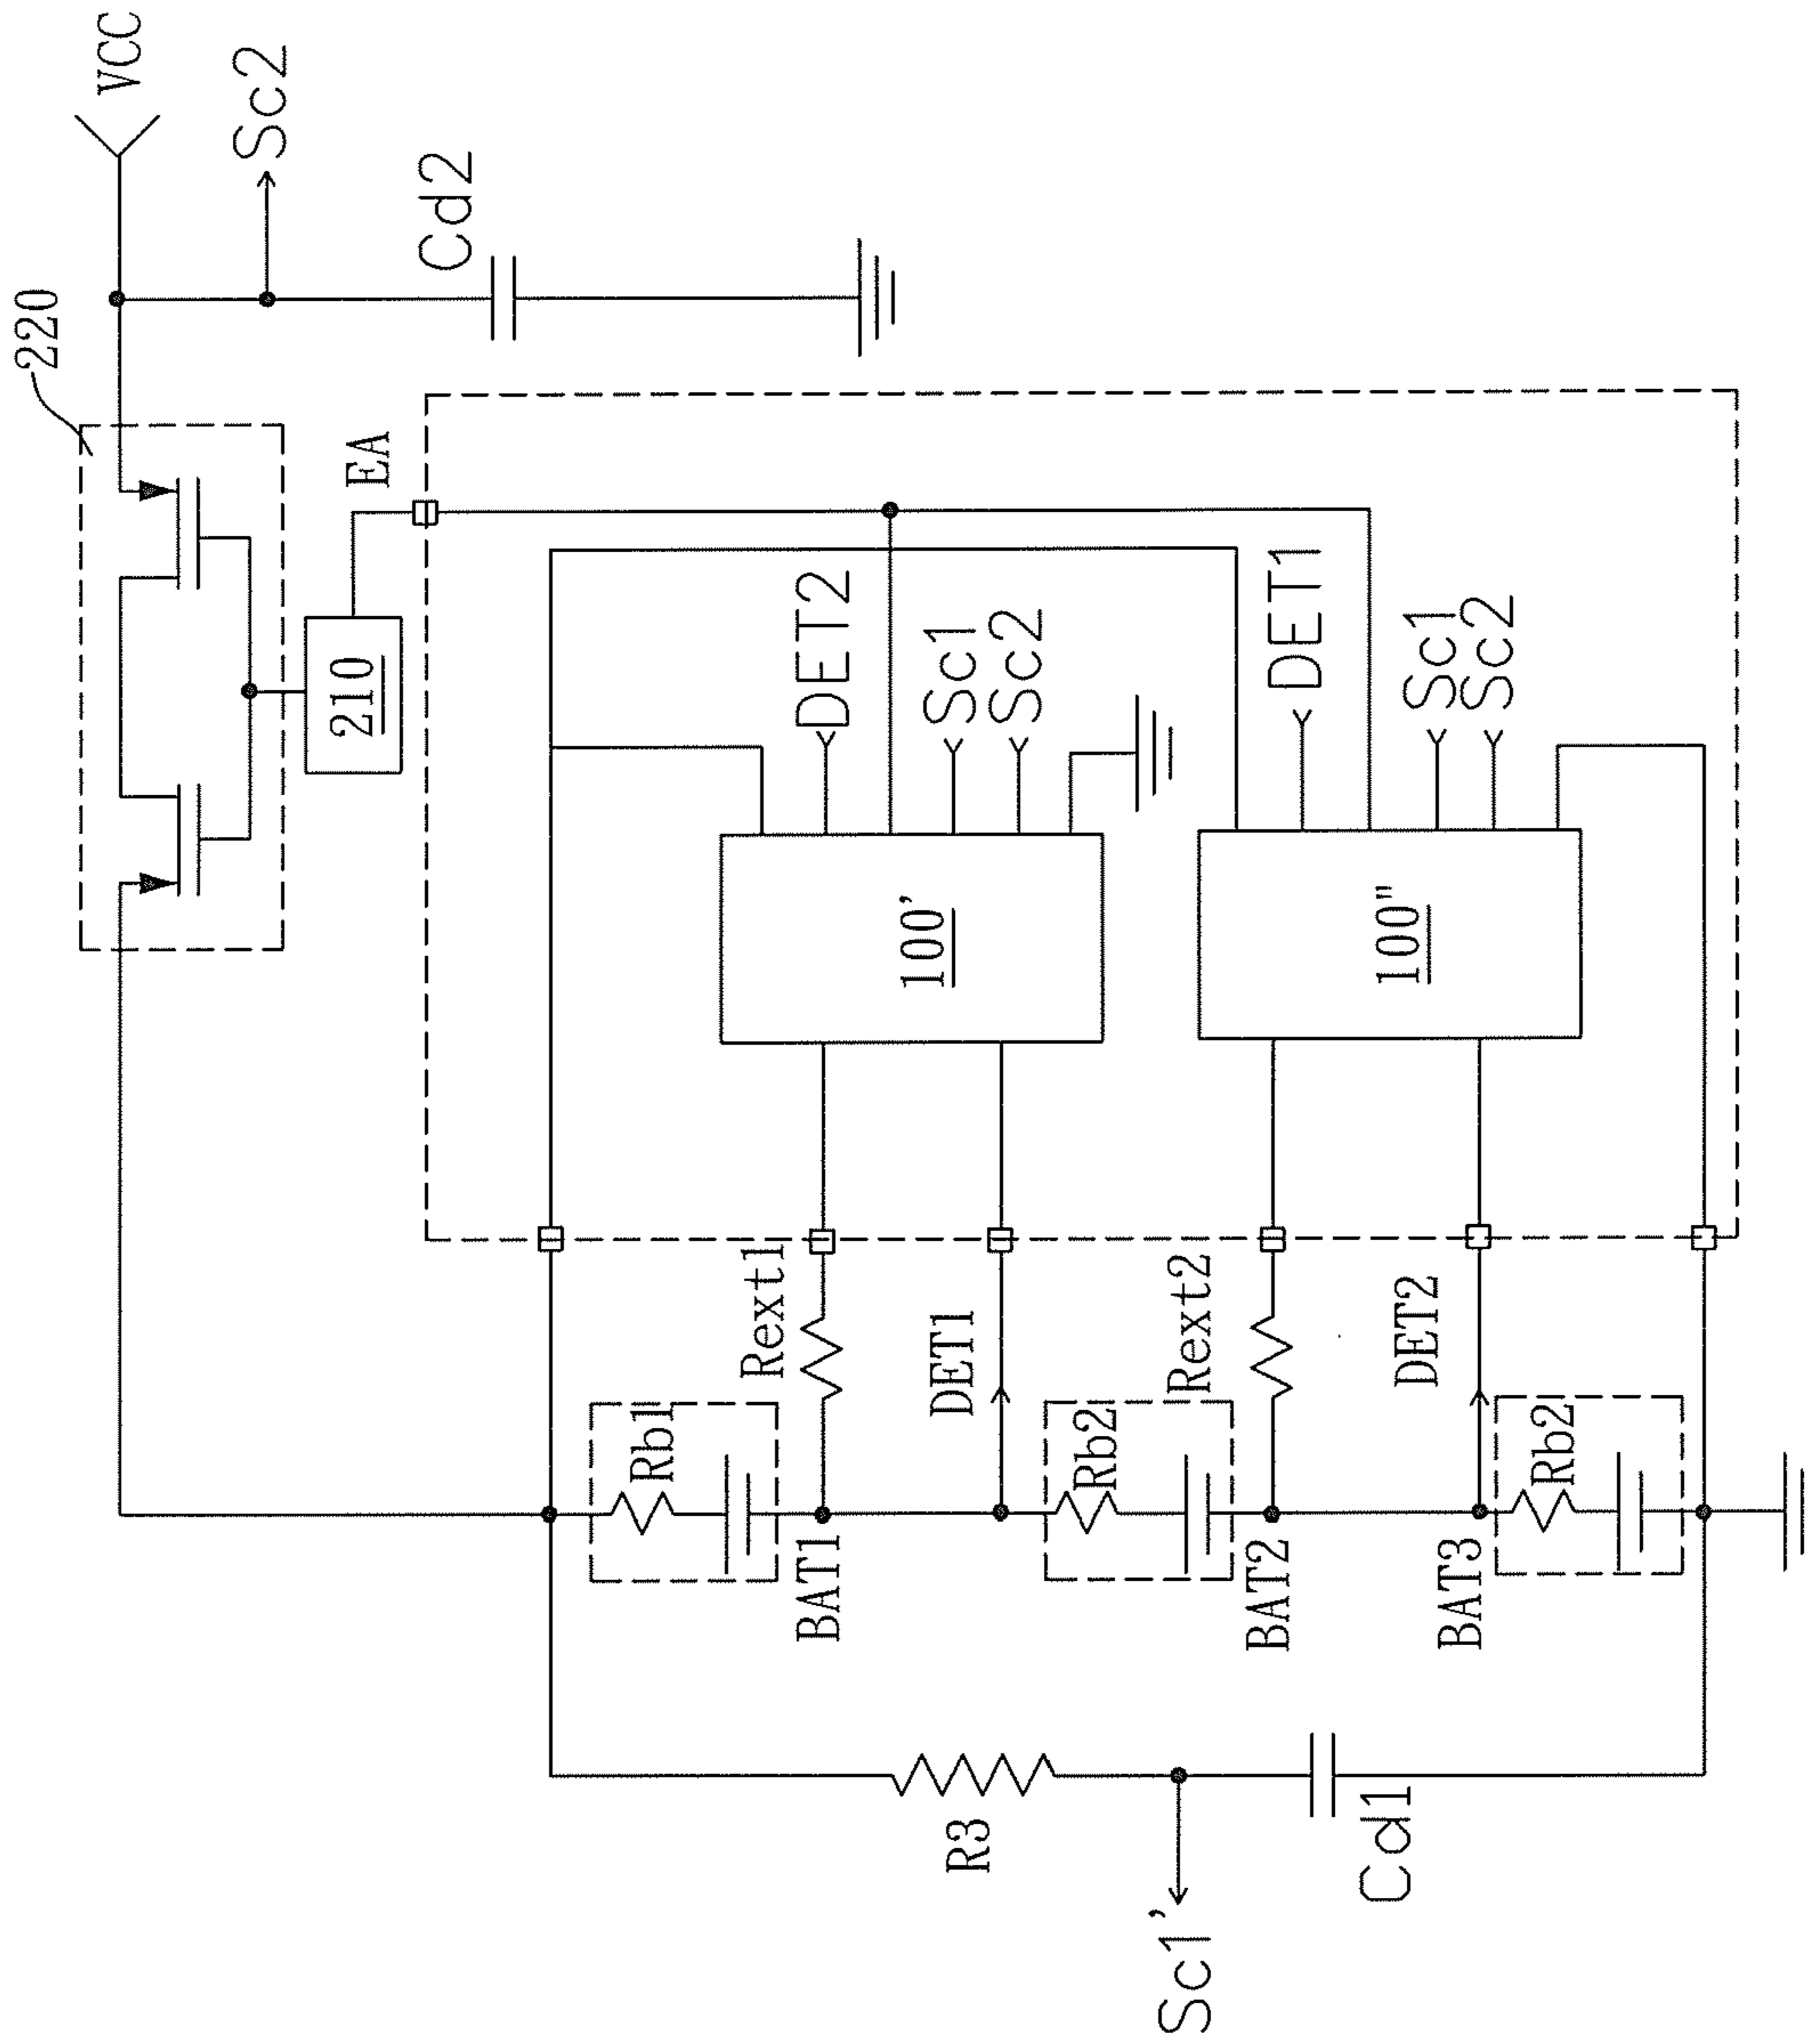 220
VCC
Sc2
Cd2
EA
210
DET2
Sc1
Sc2
DET1
Sc1
Sc2
100'
100"
Rext1
DET1
Rext2
DET2
Rb1
Rb2
Rb2
BAT1
BAT2
BAT3
R3
Cd1
Sc1'